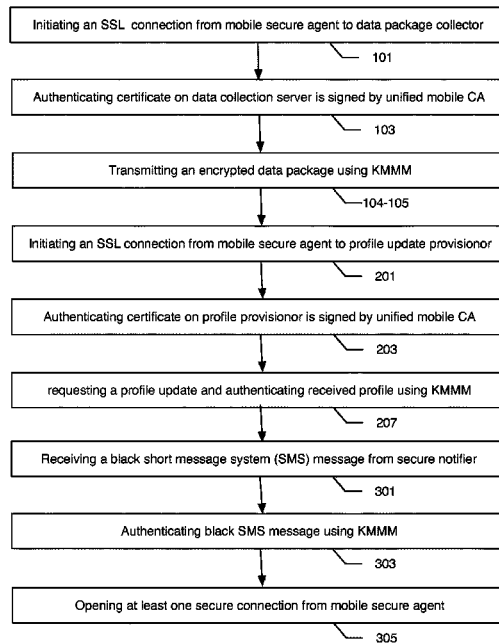 Initiating an SSL connection from mobile secure agent to data package collector
101
Authenticating certificate on data collection server is signed by unified mobile CA
103
Transmitting an encrypted data package using KMMM
104-105
Initiating an SSL connection from mobile secure agent to profile update provisionor
201
Authenticating certificate on profile provisionor is signed by unified mobile CA
203
requesting a profile update and authenticating received profile using KMMM
207
Receiving a black short message system (SMS) message from secure notifier
301
Authenticating black SMS message using KMMM
303
Opening at least one secure connection from mobile secure agent
305